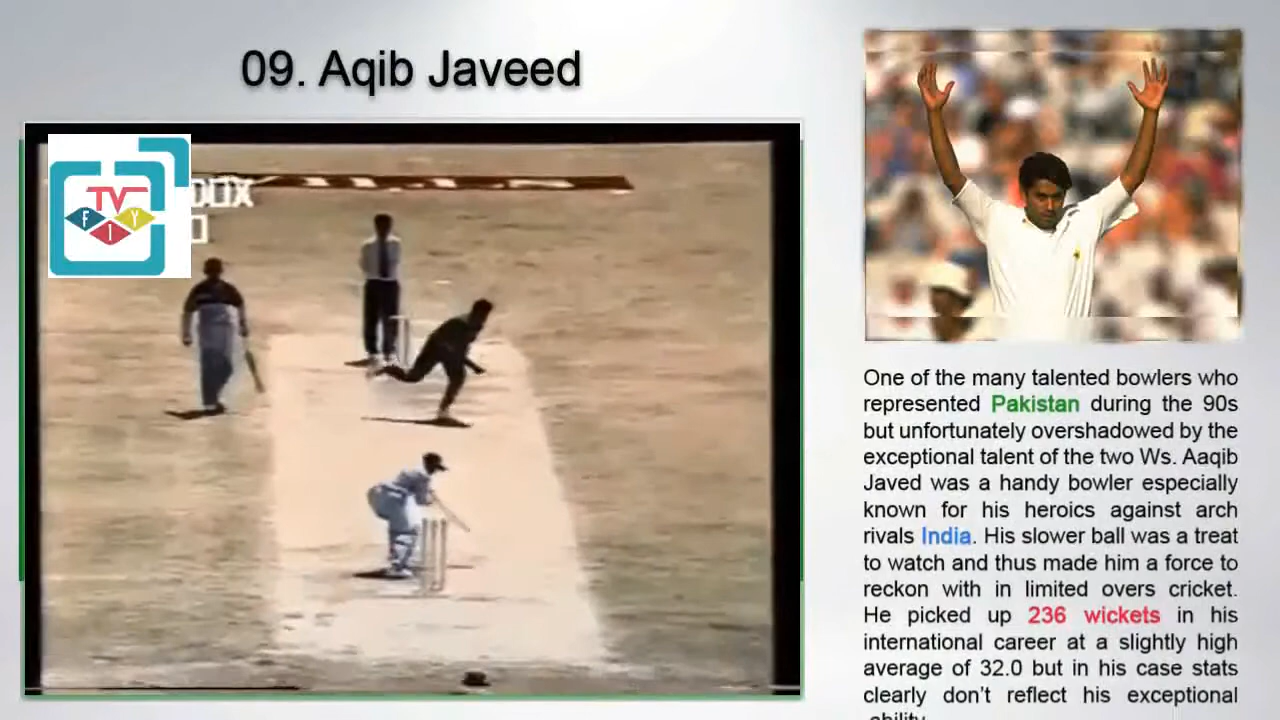 09. Aqib Javeed
TV
F I Y
One of the many talented bowlers who
represented Pakistan during the 90s
but unfortunately overshadowed by the
exceptional talent of the two Ws. Aaqib
Javed was a handy bowler especially
known for his heroics against arch
rivals India. His slower ball was a treat
to watch and thus made him a force to
reckon with in limited overs cricket.
He picked up 236 wickets in his
international career at a slightly high
average of 32.0 but in his case stats
clearly don't reflect his exceptional
ability.